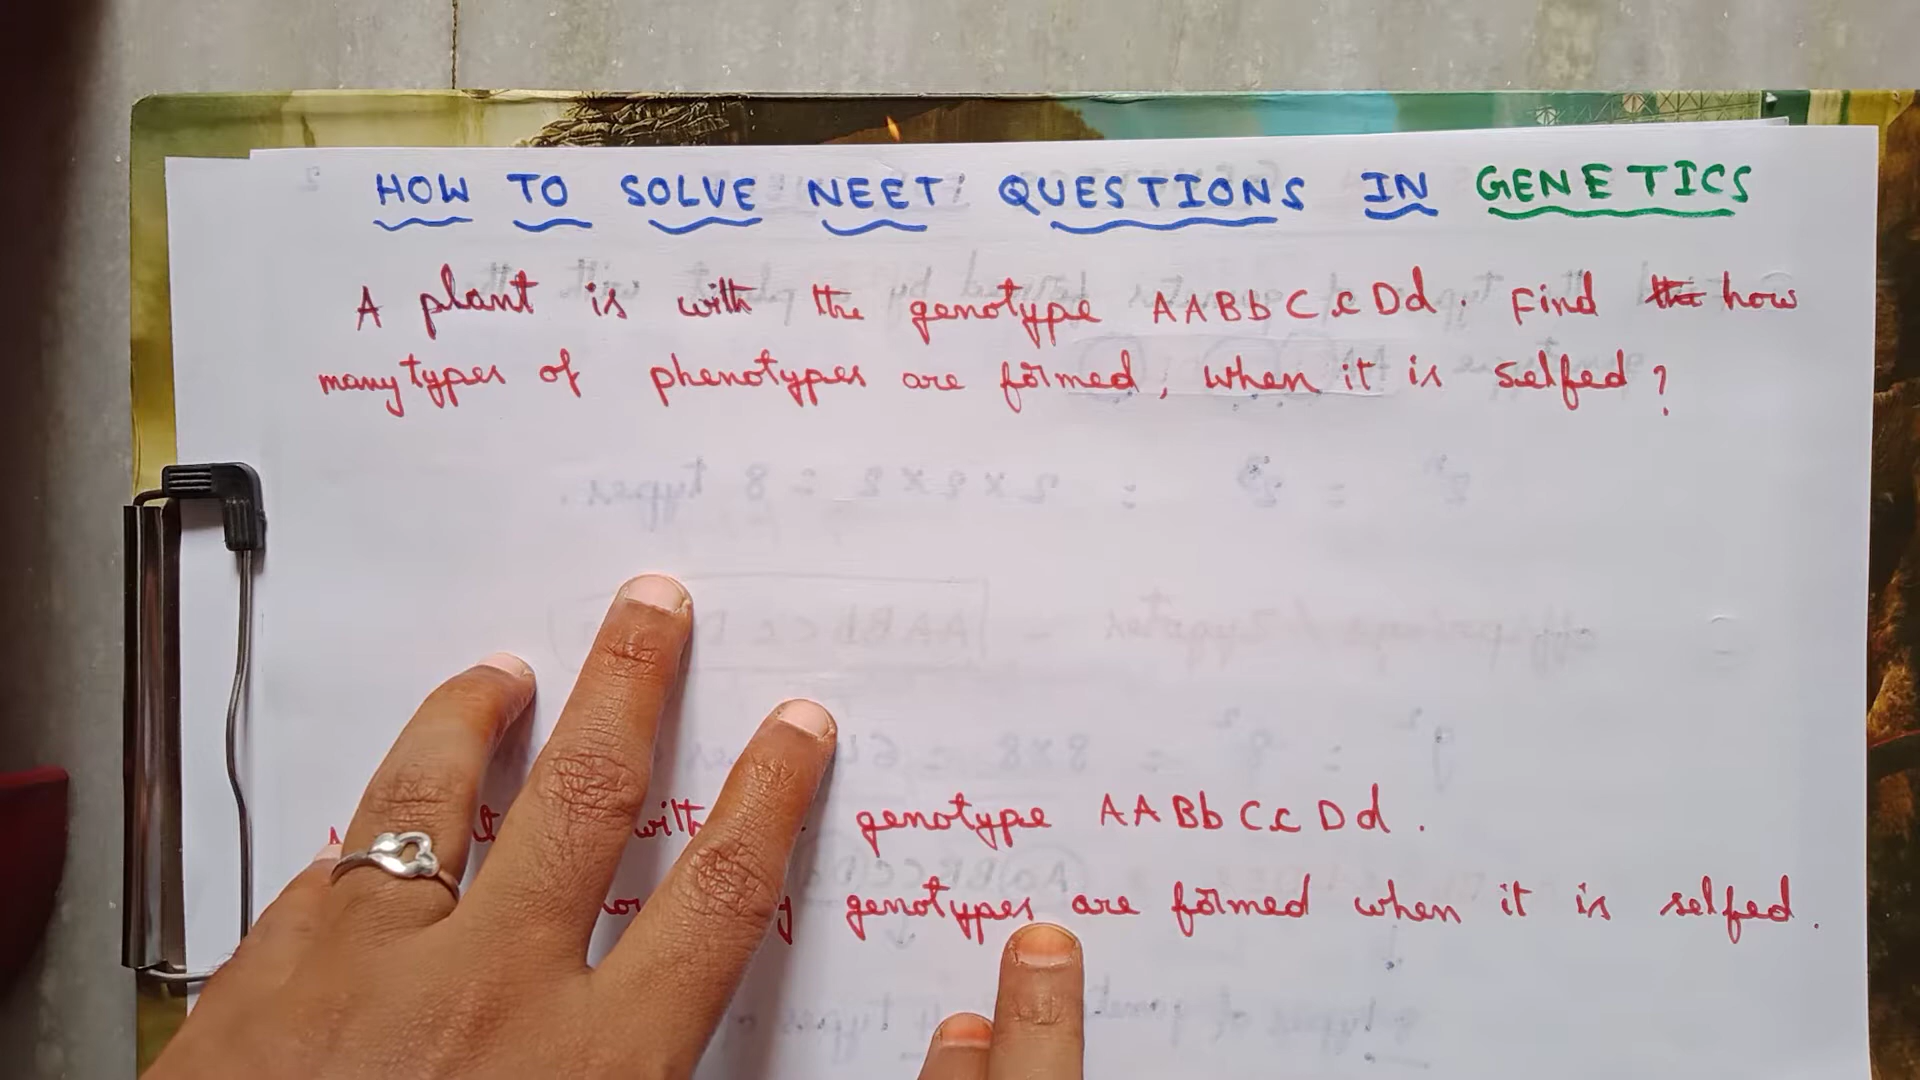 HOW TO SOLVE NEET QUESTIONS IN GENETICS
A plant is with the genotype AABbCcDd. Find the how
many types of phenotypes are formed, when it is selfed?
A with genotype AABbCcDd.
genotypes are formed when it is selfed.